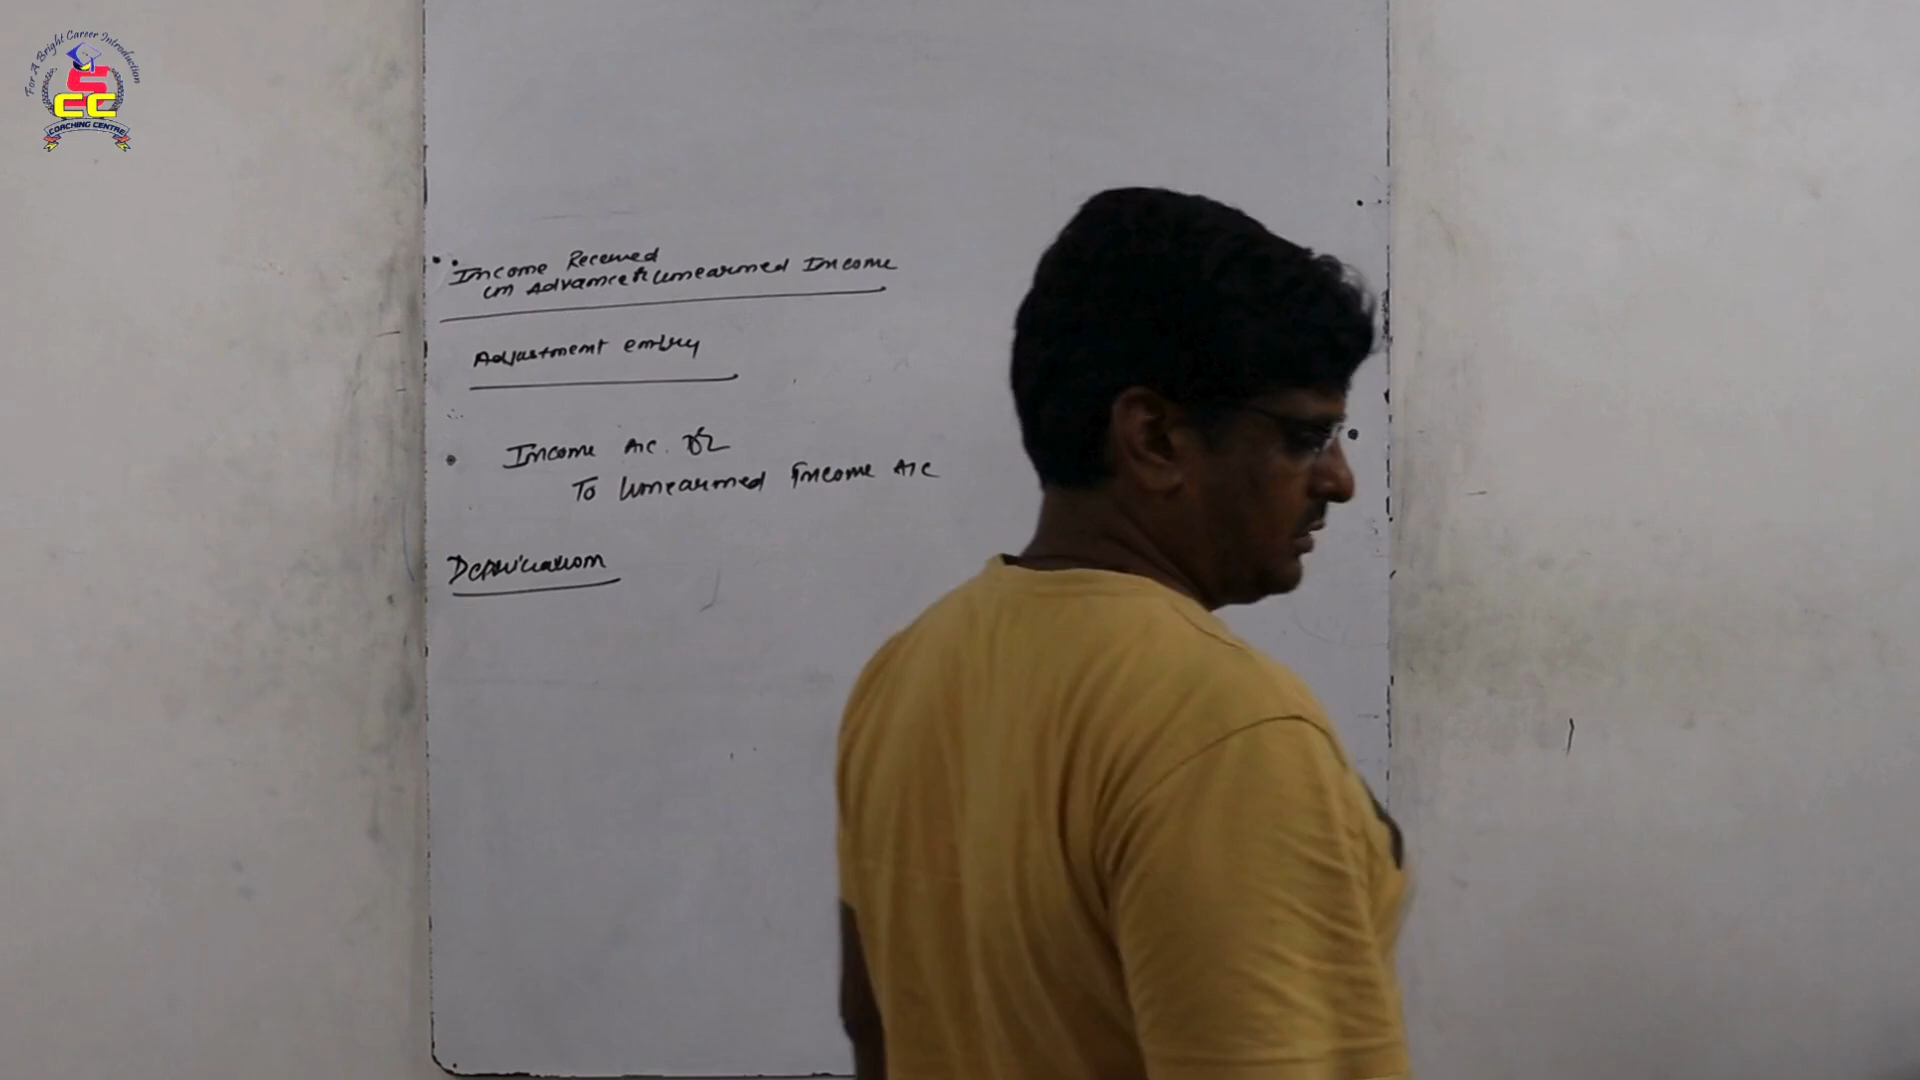 For A Bright Career Introduction
SCC
COACHING CENTRE
Income Received
in Advance & Unearned Income
Adjustment entry
Income A/c. Dr
To Unearned Income A/c
Depriciation